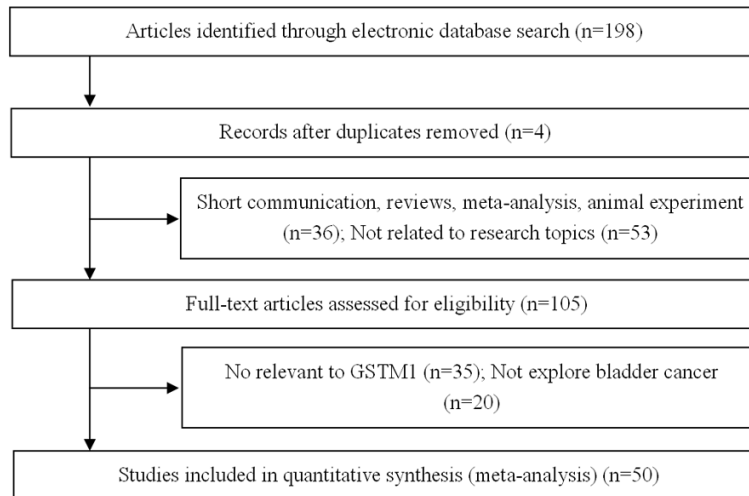 Articles identified through electronic database search (n=198)
Records after duplicates removed (n=4)
Short communication, reviews, meta-analysis, animal experiment
(n=36); Not related to research topics (n=53)
Full-text articles assessed for eligibility (n=105)
No relevant to GSTM1 (n=35); Not explore bladder cancer
(n=20)
Studies included in quantitative synthesis (meta-analysis) (n=50)